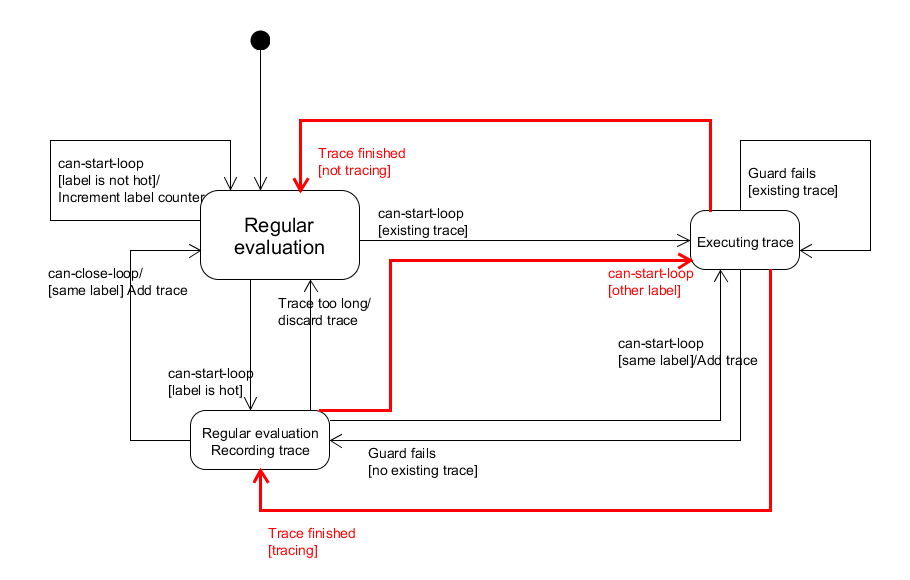 Trace finished
[not tracing]
can-start-loop
[label is not hot]/
Increment label counter
Guard fails
[existing trace]
Regular
evaluation
can-start-loop
[existing trace]
Executing trace
can-close-loop/
[same label] Add trace
Trace too long/
discard trace
can-start-loop
[other label]
can-start-loop
[same label]/Add trace
can-start-loop
[label is hot]
Regular evaluation
Recording trace
Guard fails
[no existing trace]
Trace finished
[tracing]